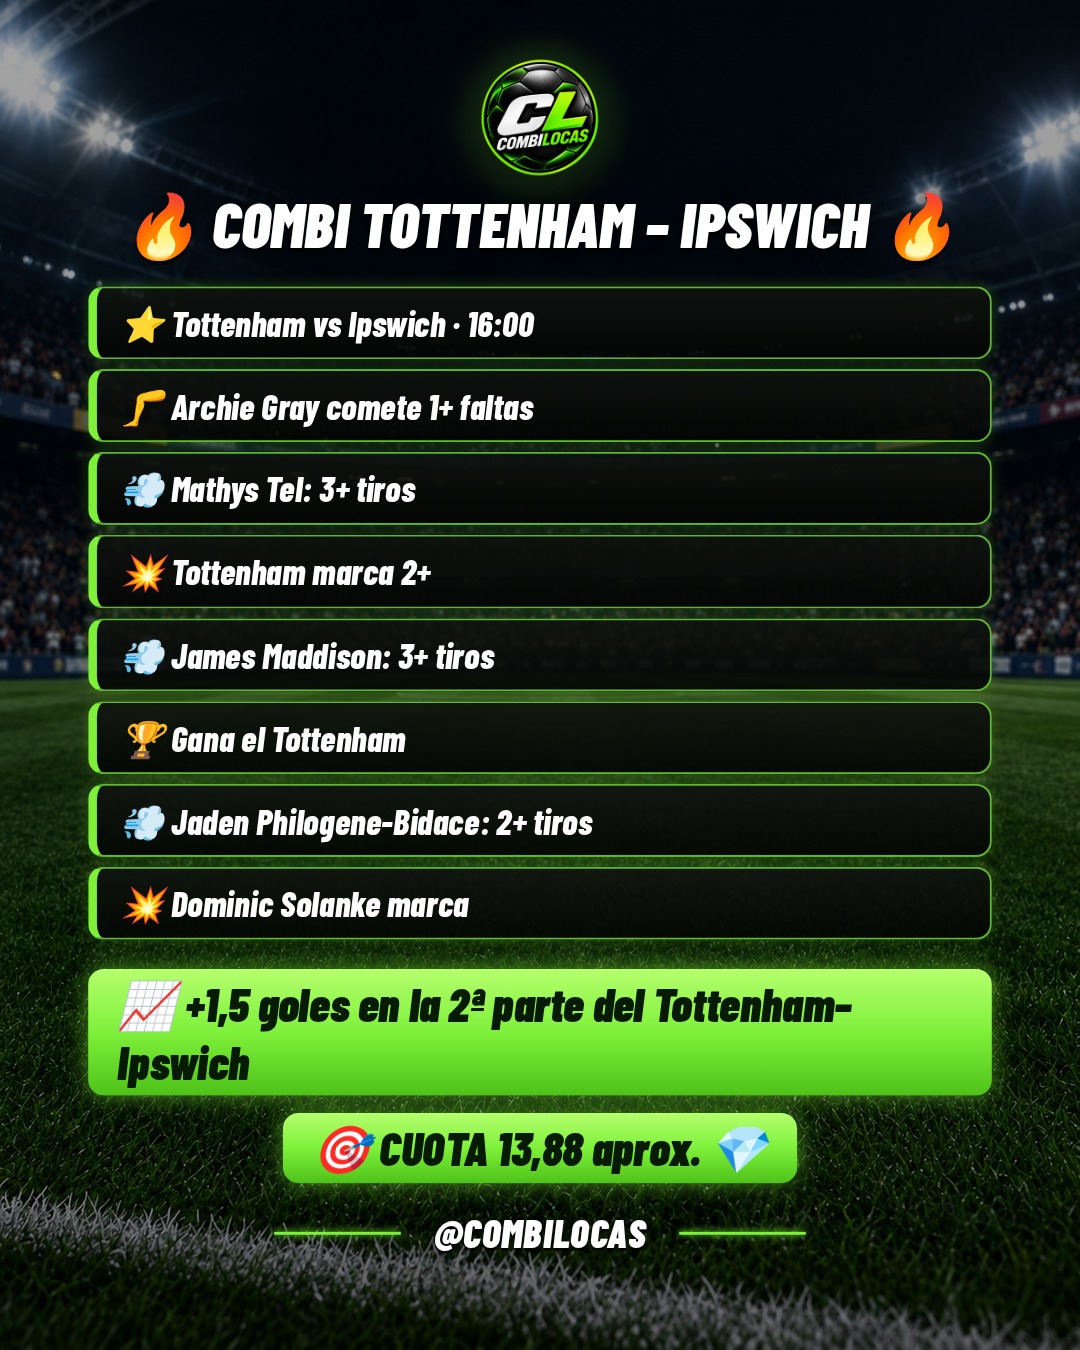 CL
COMBILOCAS
🔥 COMBI TOTTENHAM - IPSWICH 🔥
⭐ Tottenham vs Ipswich · 16:00
🦵 Archie Gray comete 1+ faltas
💨 Mathys Tel: 3+ tiros
💥 Tottenham marca 2+
💨 James Maddison: 3+ tiros
🏆 Gana el Tottenham
💨 Jaden Philogene-Bidace: 2+ tiros
💥 Dominic Solanke marca
📈 +1,5 goles en la 2ª parte del Tottenham-
Ipswich
🎯 CUOTA 13,88 aprox. 💎
@COMBILOCAS